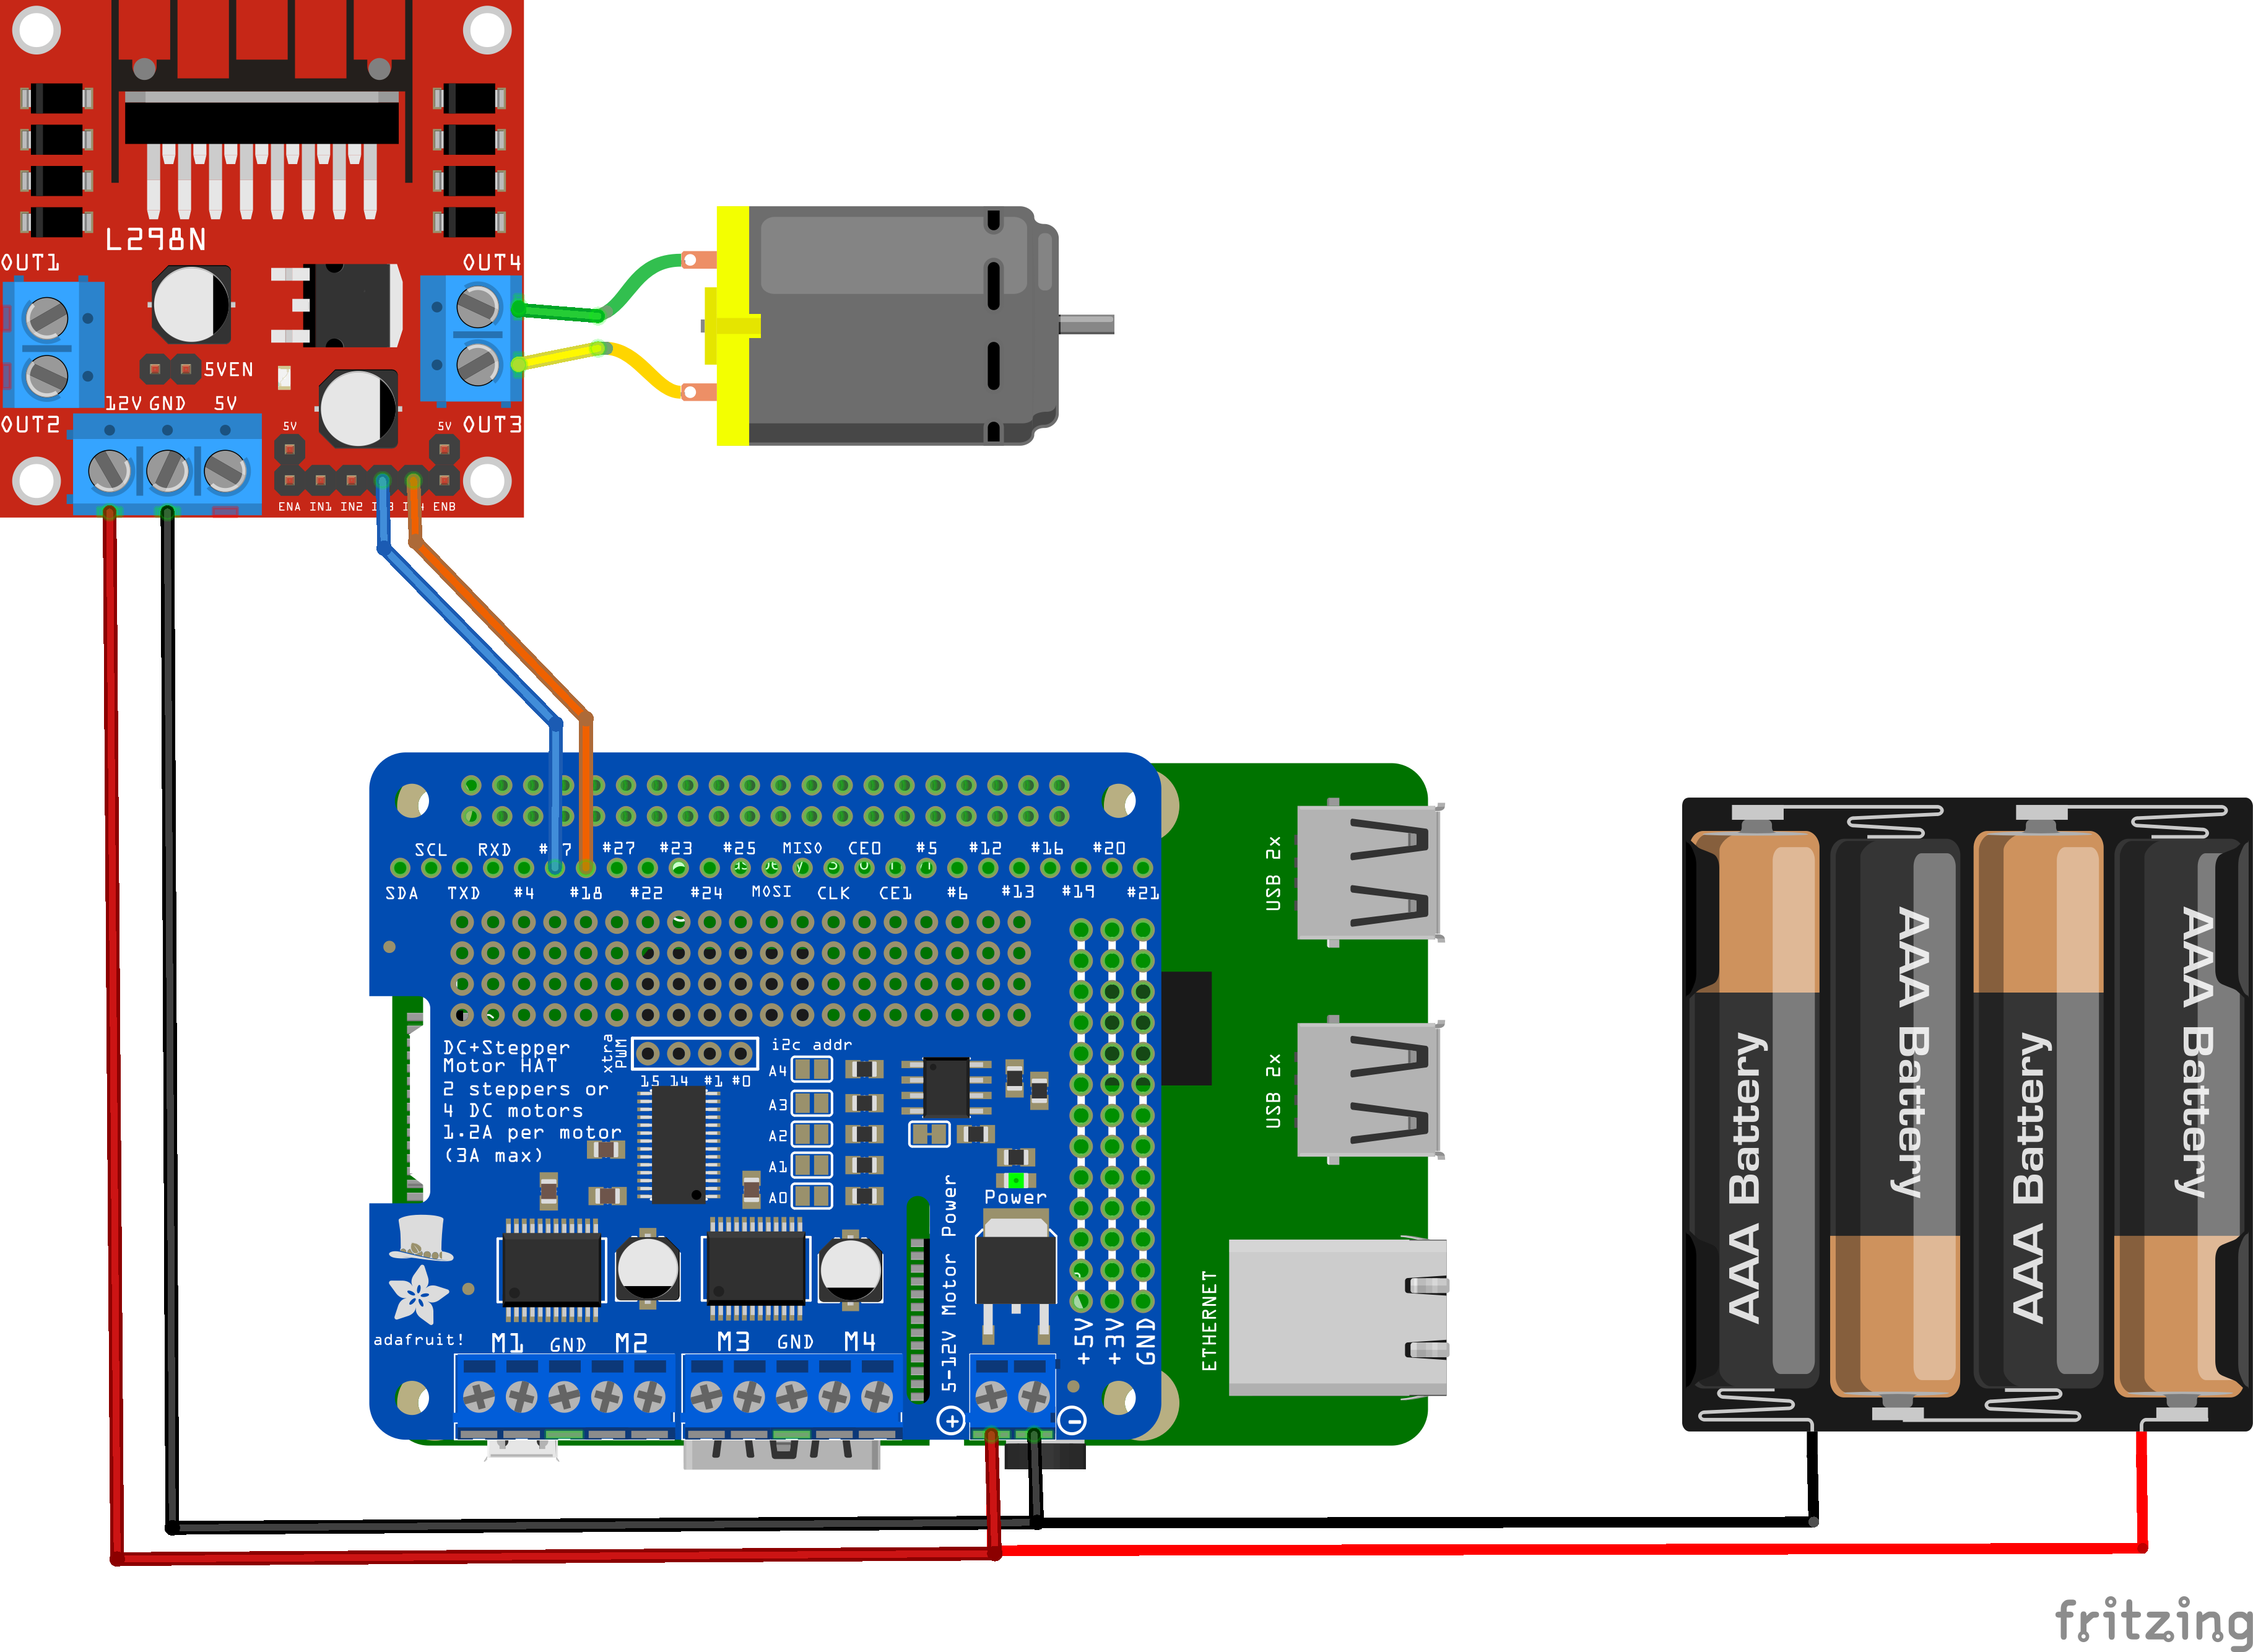 L298N
OUT1
OUT4
5VEN
12V GND 5V
OUT2
OUT3
5V
5V
ENA IN1 IN2 ENB
SCL RXD #27 #23 #25 MISO CE0 #5 #12 #16 #20
SDA TXD #4 #18 #22 #24 MOSI CLK CE1 #6 #13 #19 #21
DC+Stepper
Motor HAT
2 steppers or
4 DC motors
1.2A per motor
(3A max)
xtra
PWM
15 14 #1 #0
i2c addr
A4
A3
A2
A1
A0
Power
5-12V Motor Power
+5V
+3V
GND
adafruit!
M1 GND M2
M3 GND M4
+
-
USB 2x
USB 2x
ETHERNET
AAA Battery
AAA Battery
AAA Battery
AAA Battery
fritzing